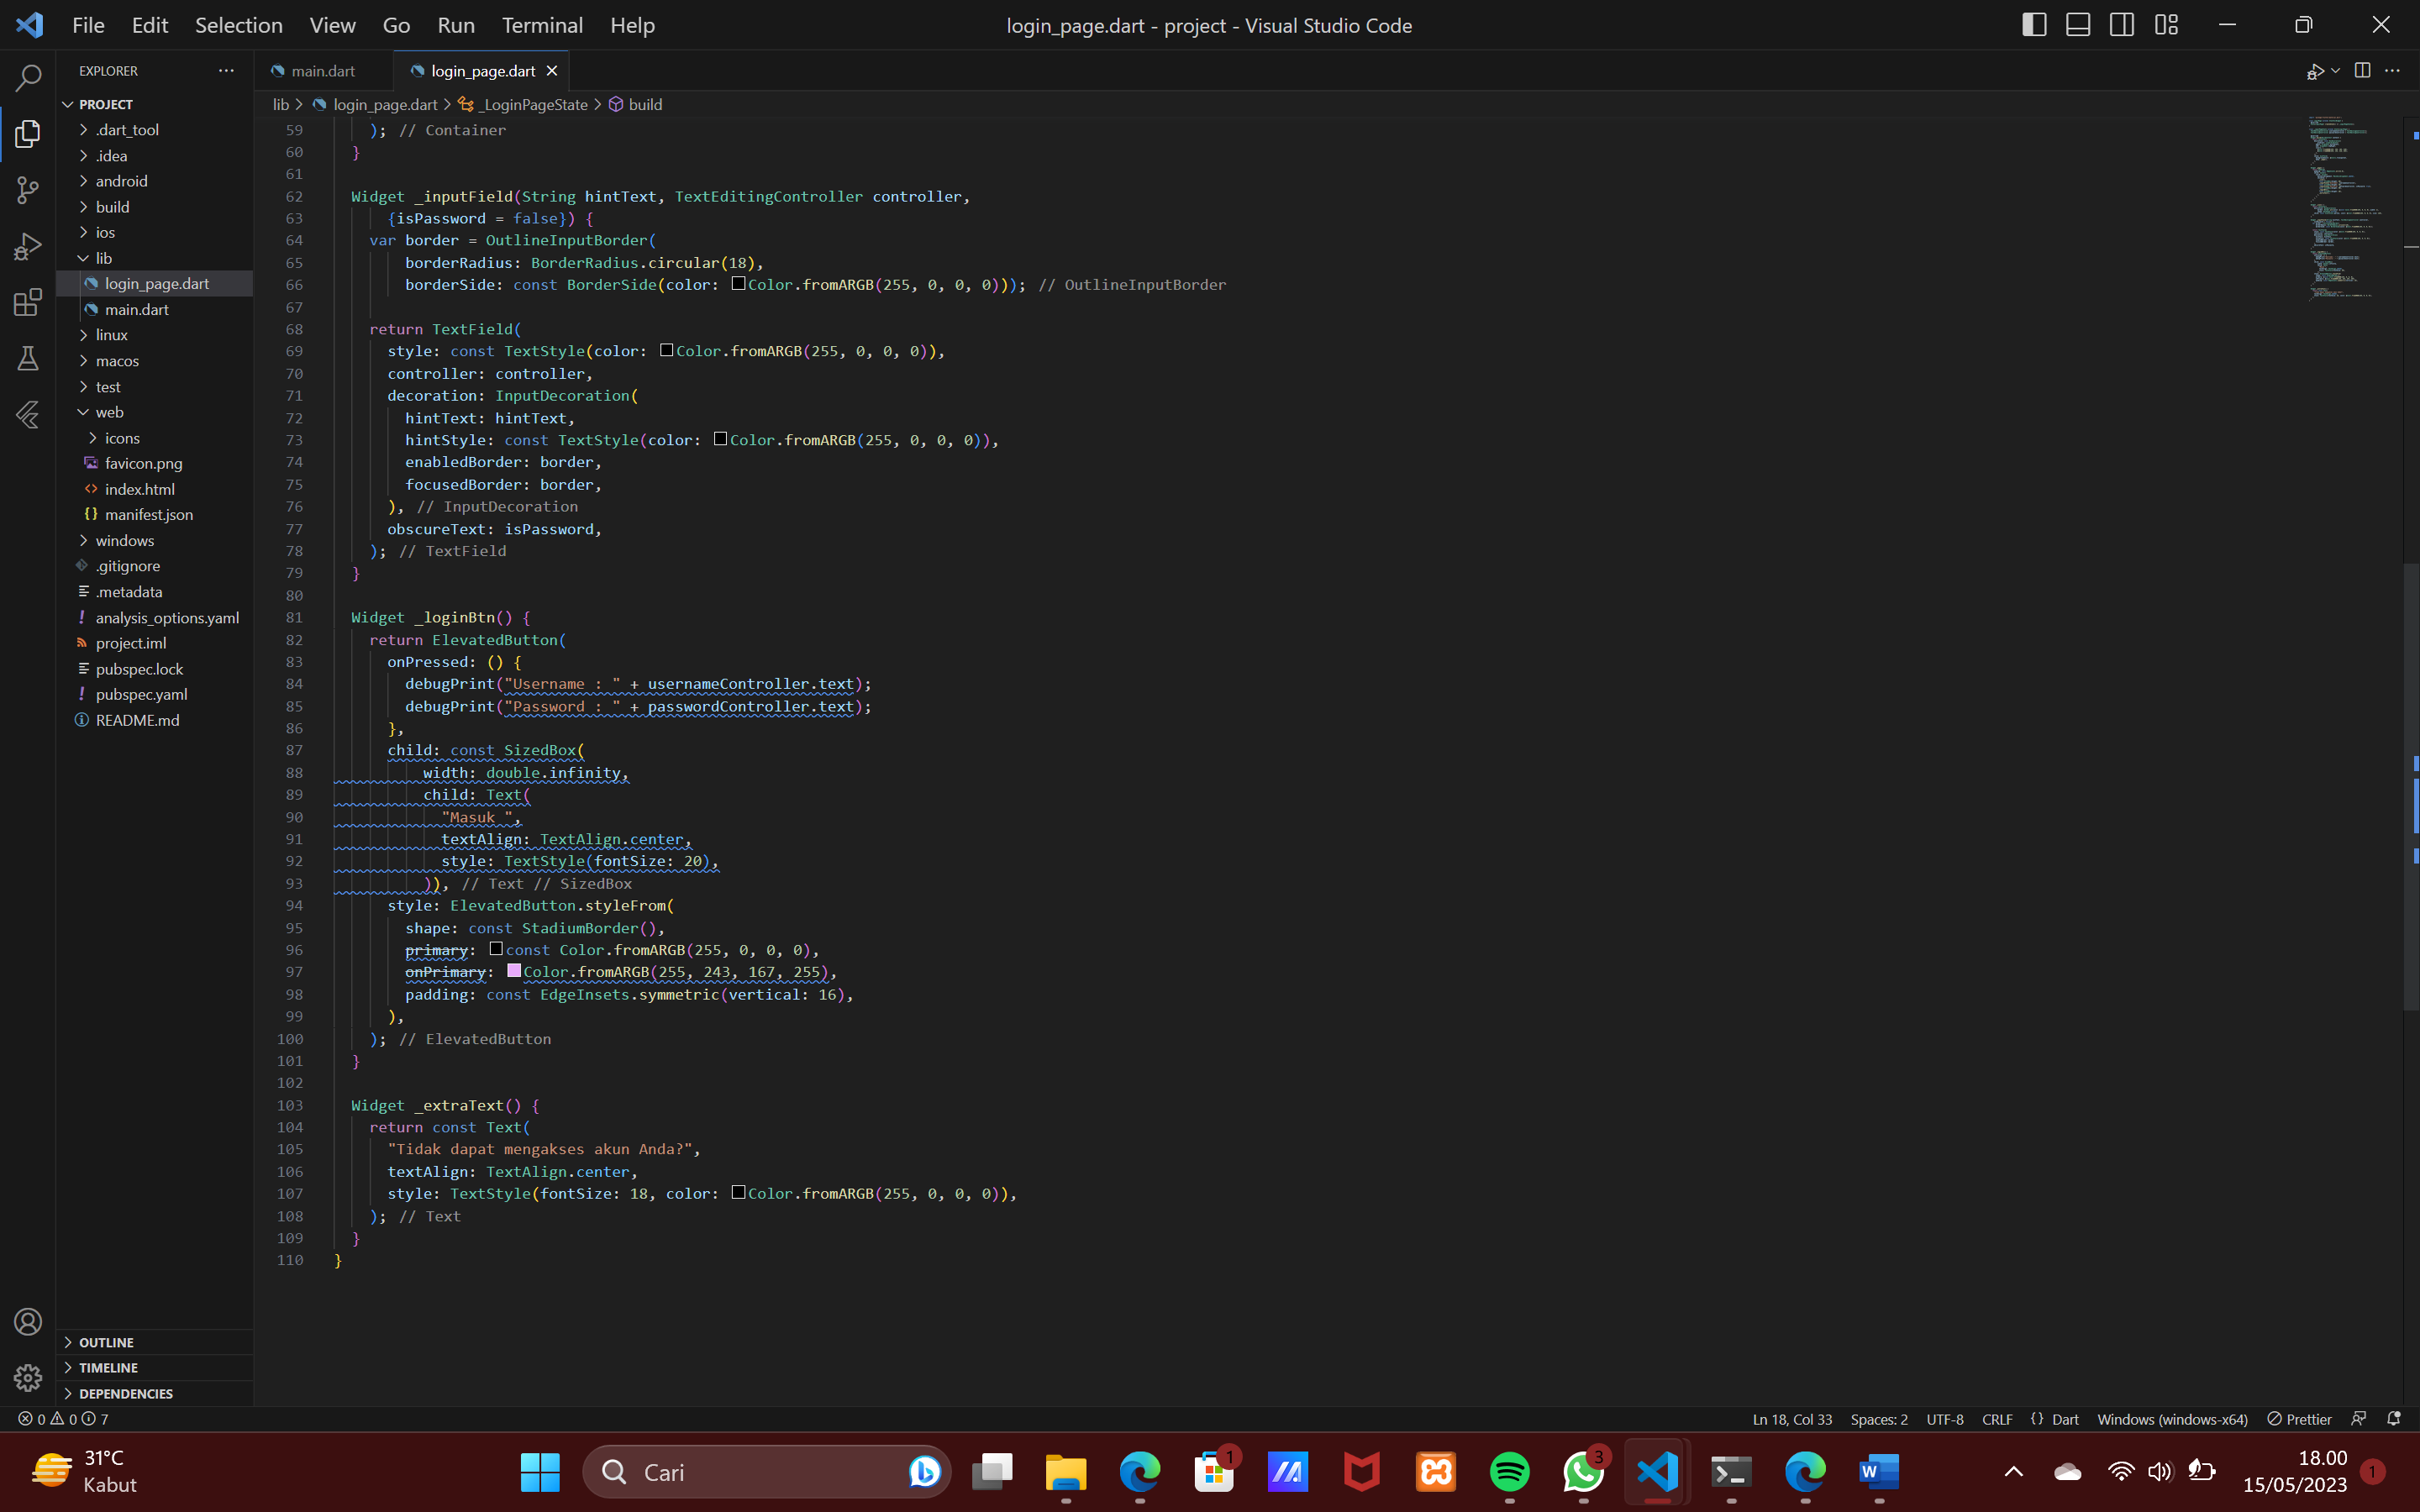 File Edit Selection View Go Run Terminal Help
login_page.dart - project - Visual Studio Code
EXPLORER
PROJECT
.dart_tool
.idea
android
build
ios
lib
login_page.dart
main.dart
linux
macos
test
web
icons
favicon.png
index.html
manifest.json
windows
.gitignore
.metadata
analysis_options.yaml
project.iml
pubspec.lock
pubspec.yaml
README.md
OUTLINE
TIMELINE
DEPENDENCIES
main.dart login_page.dart
lib > login_page.dart > _LoginPageState > build
59 ); // Container
60 }
61
62 Widget _inputField(String hintText, TextEditingController controller,
63 {isPassword = false}) {
64 var border = OutlineInputBorder(
65 borderRadius: BorderRadius.circular(18),
66 borderSide: const BorderSide(color: Color.fromARGB(255, 0, 0, 0))); // OutlineInputBorder
67
68 return TextField(
69 style: const TextStyle(color: Color.fromARGB(255, 0, 0, 0)),
70 controller: controller,
71 decoration: InputDecoration(
72 hintText: hintText,
73 hintStyle: const TextStyle(color: Color.fromARGB(255, 0, 0, 0)),
74 enabledBorder: border,
75 focusedBorder: border,
76 ), // InputDecoration
77 obscureText: isPassword,
78 ); // TextField
79 }
80
81 Widget _loginBtn() {
82 return ElevatedButton(
83 onPressed: () {
84 debugPrint("Username : " + usernameController.text);
85 debugPrint("Password : " + passwordController.text);
86 },
87 child: const SizedBox(
88 width: double.infinity,
89 child: Text(
90 "Masuk ",
91 textAlign: TextAlign.center,
92 style: TextStyle(fontSize: 20),
93 )), // Text // SizedBox
94 style: ElevatedButton.styleFrom(
95 shape: const StadiumBorder(),
96 primary: const Color.fromARGB(255, 0, 0, 0),
97 onPrimary: Color.fromARGB(255, 243, 167, 255),
98 padding: const EdgeInsets.symmetric(vertical: 16),
99 ),
100 ); // ElevatedButton
101 }
102
103 Widget _extraText() {
104 return const Text(
105 "Tidak dapat mengakses akun Anda?",
106 textAlign: TextAlign.center,
107 style: TextStyle(fontSize: 18, color: Color.fromARGB(255, 0, 0, 0)),
108 ); // Text
109 }
110 }
0 0 7
Ln 18, Col 33 Spaces: 2 UTF-8 CRLF {} Dart Windows (windows-x64) Prettier
31°C
Kabut
Cari
1
3
W
18.00
15/05/2023
1